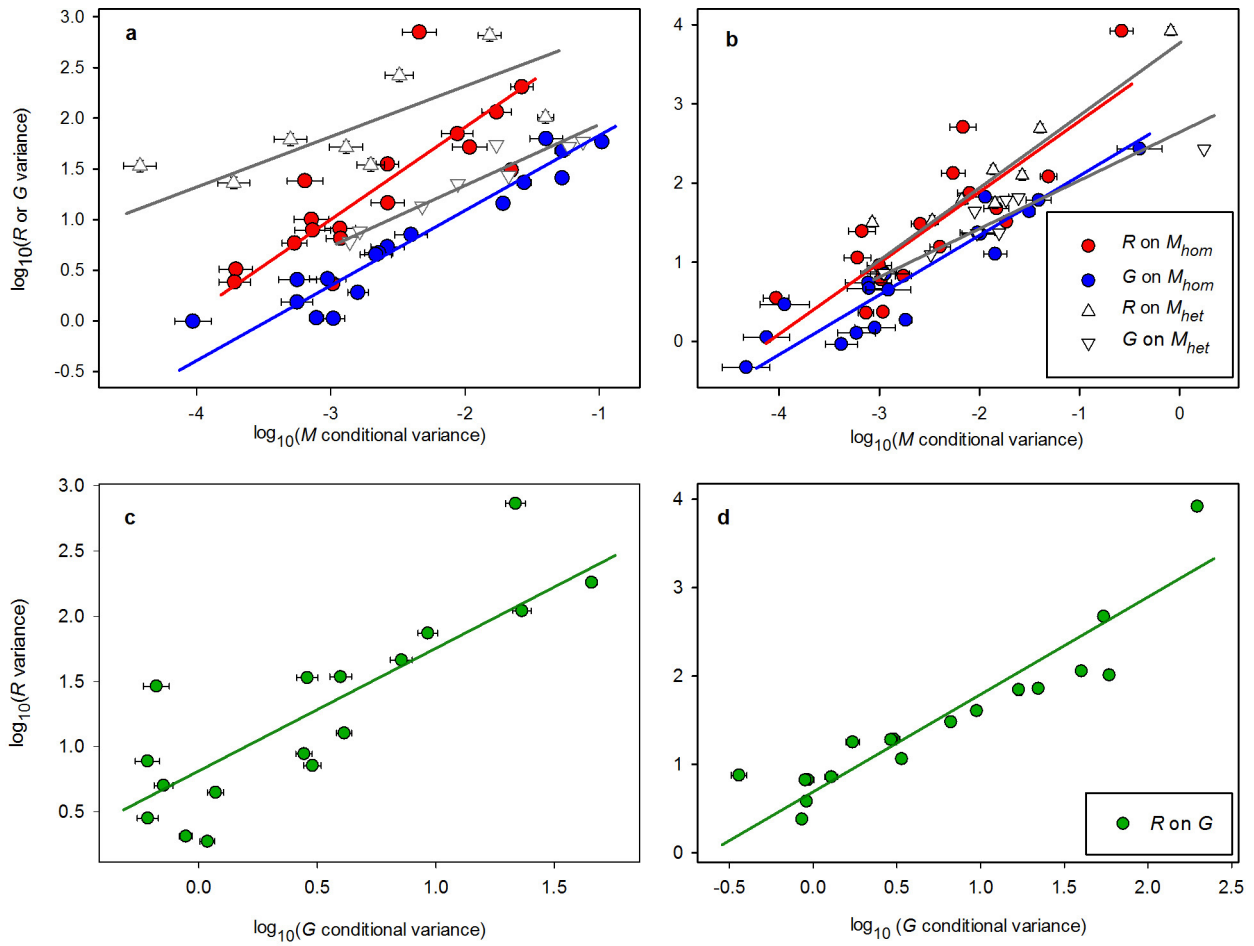 a
3.0
2.5
2.0
1.5
1.0
0.5
0.0
-0.5
log10(R or G variance)
-4
-3
-2
-1
log10(M conditional variance)
b
4
3
2
1
0
R on Mhom
G on Mhom
R on Mhet
G on Mhet
-4
-3
-2
-1
0
log10(M conditional variance)
c
3.0
2.5
2.0
1.5
1.0
0.5
log10(R variance)
0.0
0.5
1.0
1.5
log10(G conditional variance)
d
4
3
2
1
0
R on G
-0.5
0.0
0.5
1.0
1.5
2.0
2.5
log10 (G conditional variance)